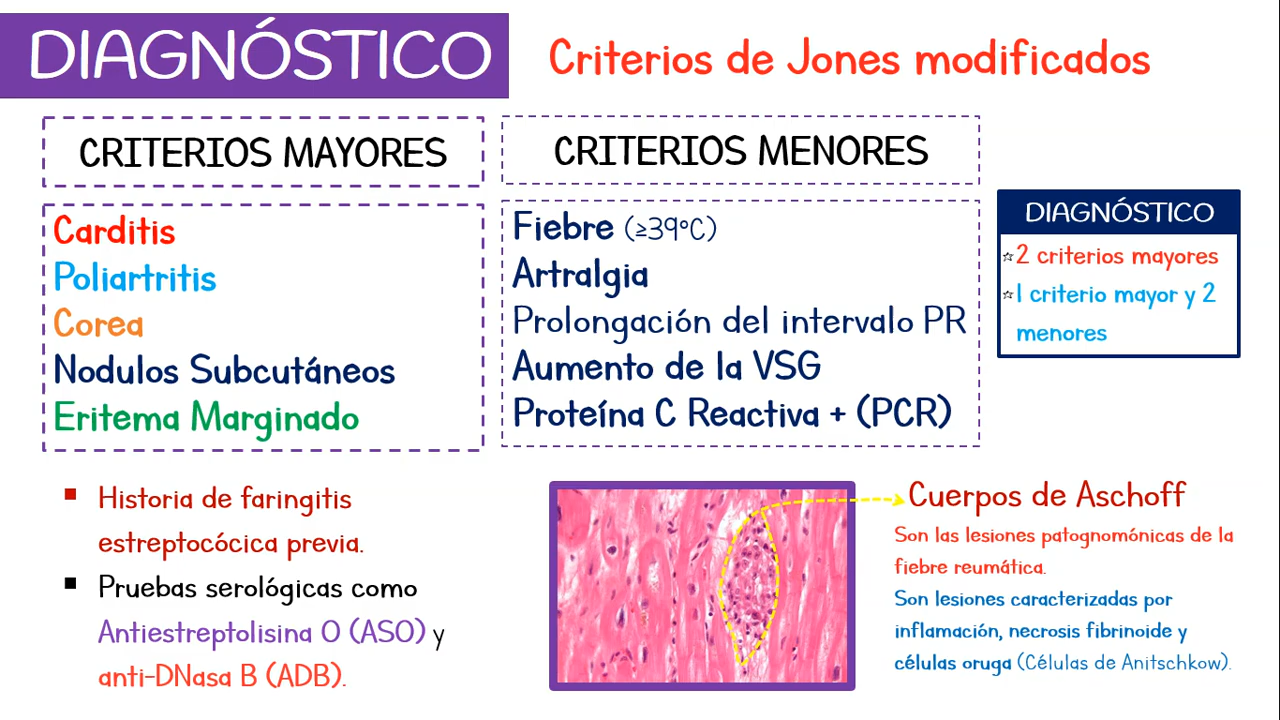 DIAGNÓSTICO
Criterios de Jones modificados
CRITERIOS MAYORES
Carditis
Poliartritis
Corea
Nodulos Subcutáneos
Eritema Marginado
CRITERIOS MENORES
Fiebre (≥39°C)
Artralgia
Prolongación del intervalo PR
Aumento de la VSG
Proteína C Reactiva + (PCR)
DIAGNÓSTICO
☆2 criterios mayores
☆1 criterio mayor y 2
menores
▪ Historia de faringitis
estreptocócica previa.
▪ Pruebas serológicas como
Antiestreptolisina O (ASO) y
anti-DNasa B (ADB).
Cuerpos de Aschoff
Son las lesiones patognomónicas de la
fiebre reumática.
Son lesiones caracterizadas por
inflamación, necrosis fibrinoide y
células oruga (Células de Anitschkow).